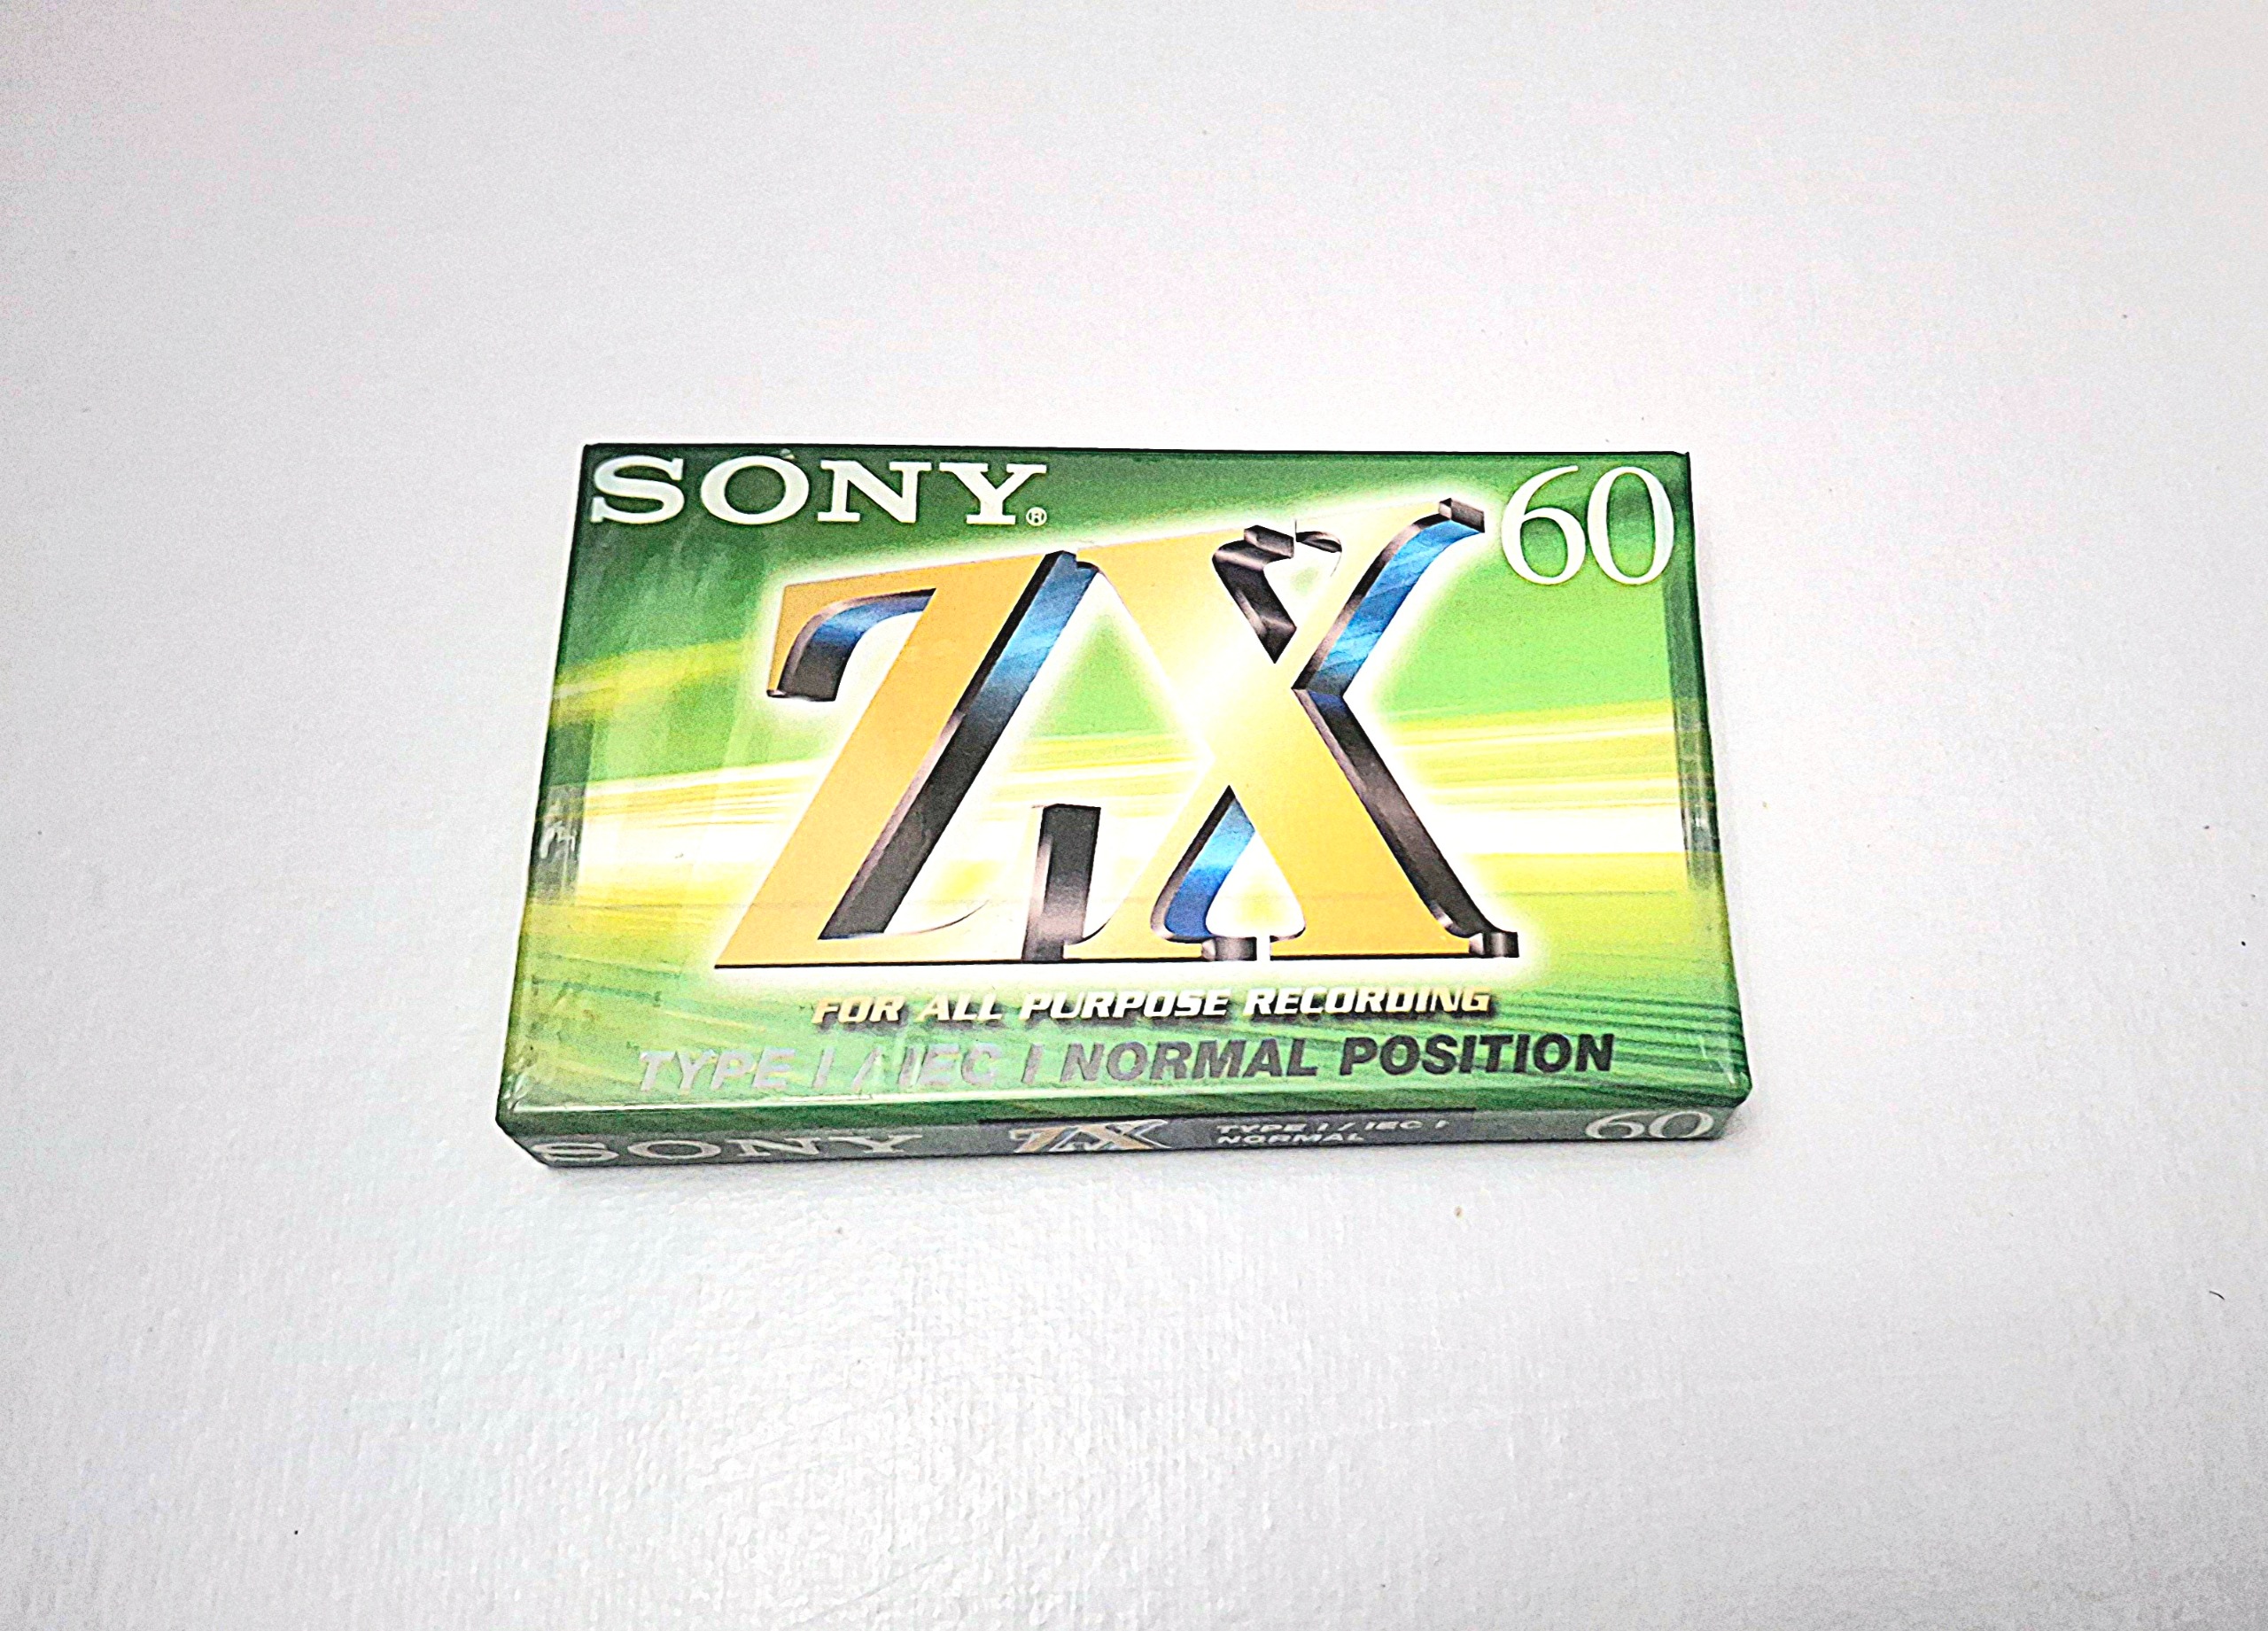 SONY® 60
ZX
FOR ALL PURPOSE RECORDING
TYPE I / IEC I NORMAL POSITION
SONY ZX TYPE I / IEC I 60
NORMAL